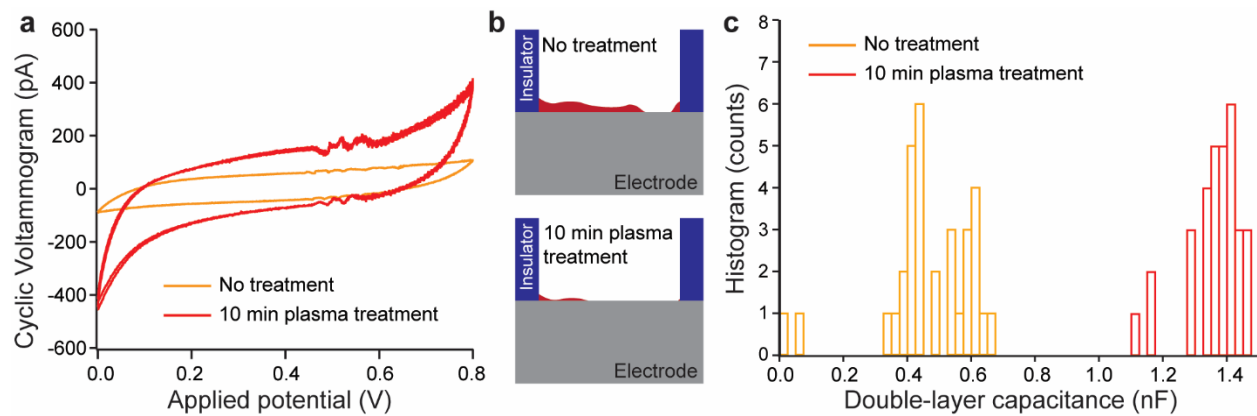 a
600
400
200
0
-200
-400
-600
Cyclic Voltammogram (pA)
No treatment
10 min plasma treatment
0.0 0.2 0.4 0.6 0.8
Applied potential (V)
b
Insulator
No treatment
Electrode
Insulator
10 min plasma
treatment
Electrode
c
8
7
6
5
4
3
2
1
0
Histogram (counts)
No treatment
10 min plasma treatment
0.0 0.2 0.4 0.6 0.8 1.0 1.2 1.4
Double-layer capacitance (nF)